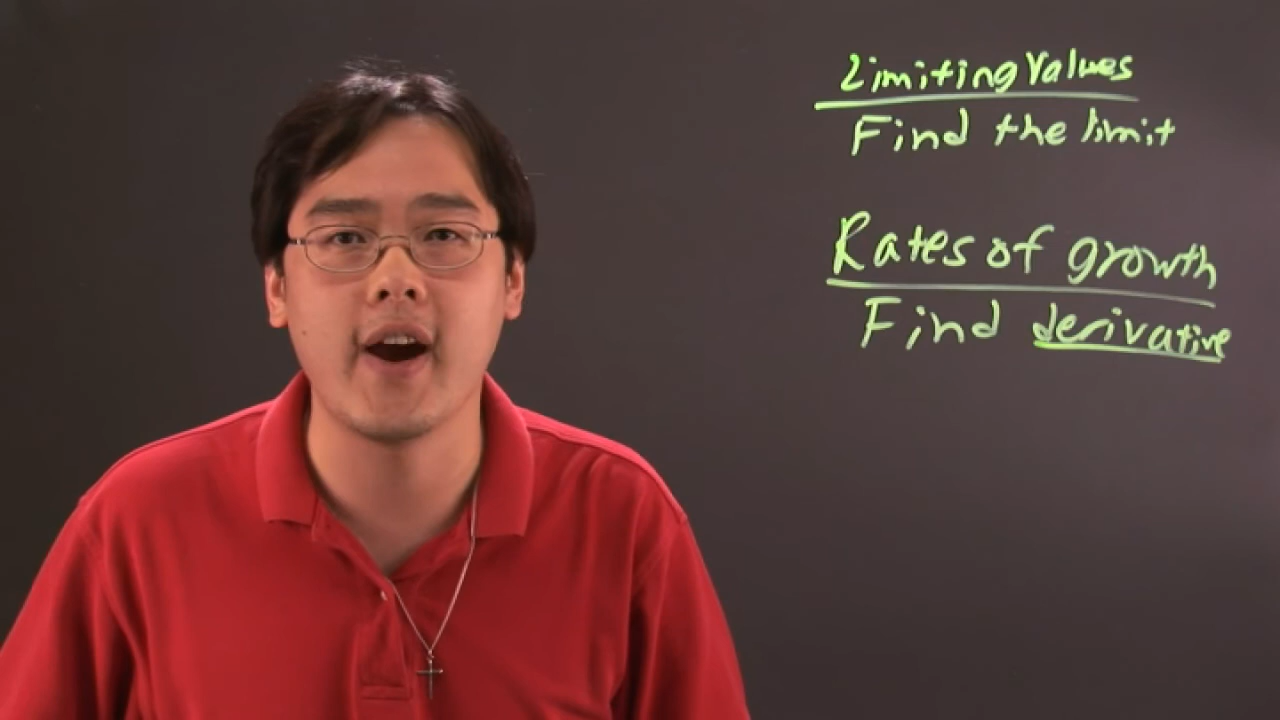 Limiting Values
Find the limit
Rates of growth
Find derivative